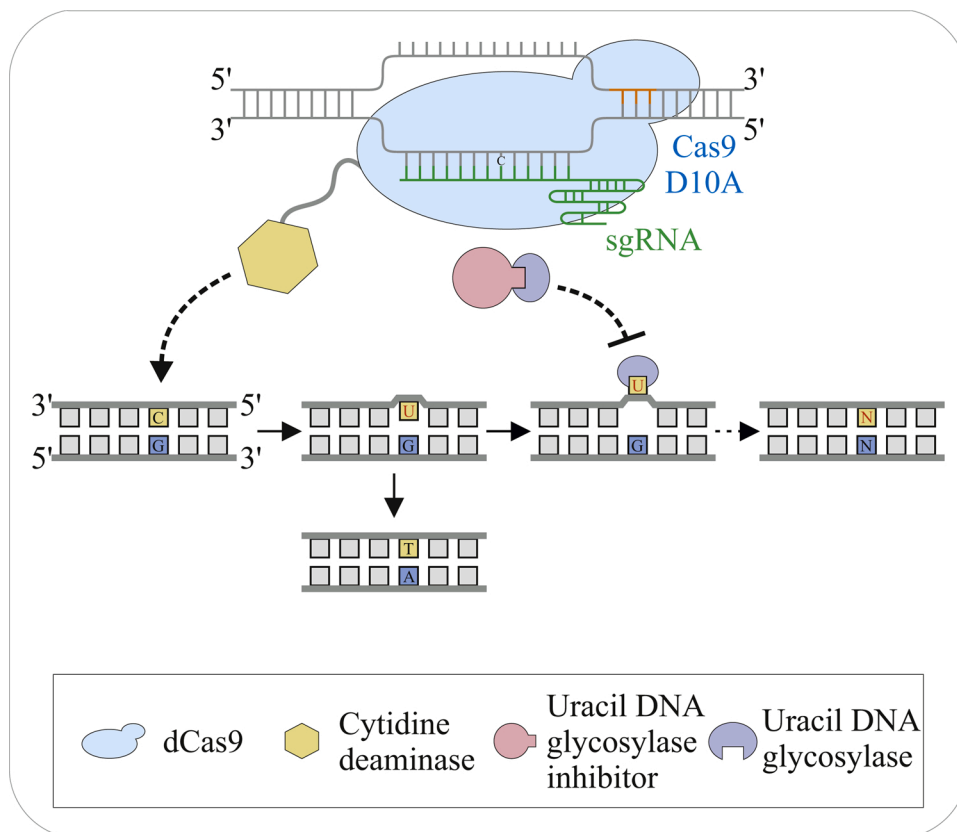 5'
3'
3'
5'
C
Cas9
D10A
sgRNA
3'
5'
C
G
5'
3'
U
G
U
G
N
N
T
A
dCas9
Cytidine
deaminase
Uracil DNA
glycosylase
inhibitor
Uracil DNA
glycosylase